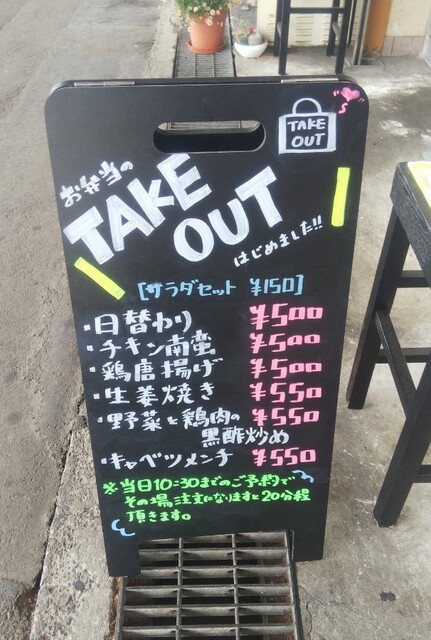 TAKE
OUT
お弁当の
TAKE
OUT
はじめました!!
[サラダセット ¥150]
・日替わり ¥500
・チキン南蛮 ¥500
・鶏唐揚げ ¥500
・生姜焼き ¥550
・野菜と鶏肉の ¥550
黒酢炒め
・キャベツメンチ ¥550
※当日10:30までのご予約で
その場注文になりますと20分程
頂きます。